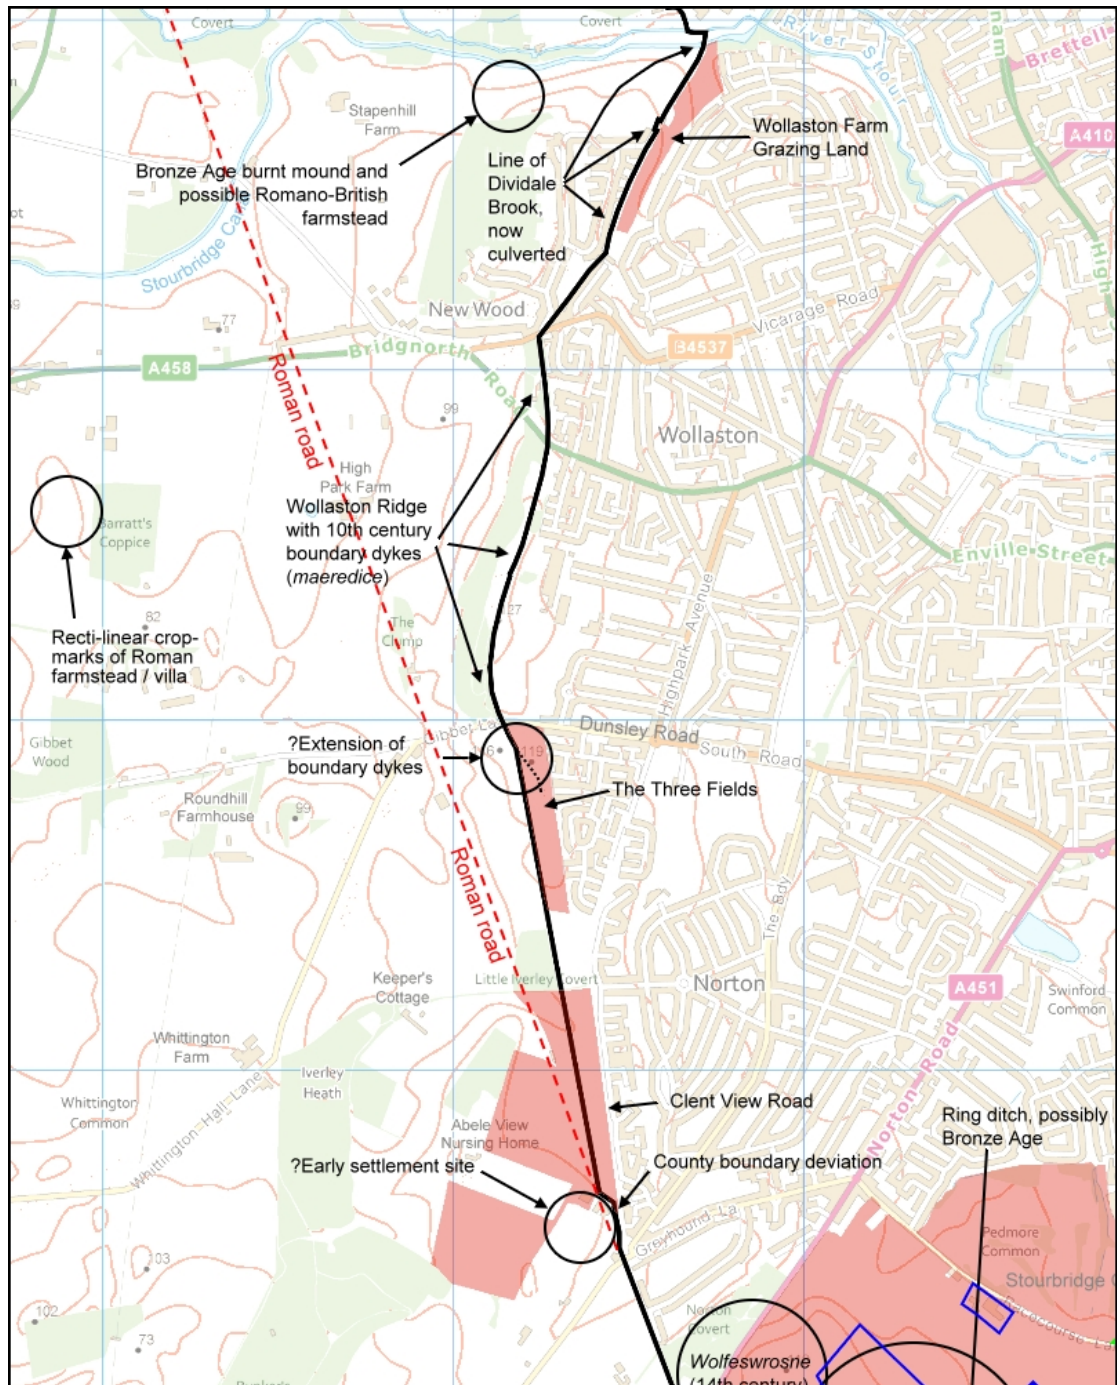 Covert
Covert
River Stour
Brettell
A410
Stapenhill
Farm
Wollaston Farm
Grazing Land
Bronze Age burnt mound and
possible Romano-British
farmstead
Line of
Dividale
Brook,
now
culverted
High
Stourbridge Canal
New Wood
77
Vicarage Road
B4537
A458
Bridgnorth
Road
Roman road
99
Wollaston
High
Park Farm
Wollaston Ridge
with 10th century
boundary dykes
(maeredice)
Barratt's
Coppice
Enville Street
Highpark Avenue
127
82
The
Clump
Recti-linear crop-
marks of Roman
farmstead / villa
Gibbet La
Dunsley Road
South Road
Gibbet
Wood
?Extension of
boundary dykes
119
The Three Fields
Roundhill
Farmhouse
99
Roman road
The Bdy
Keeper's
Cottage
Little Iverley Covert
Norton
A451
Swinford
Common
Whittington
Farm
Iverley
Heath
Norton Road
Whittington
Common
Whittington Hall Lane
Clent View Road
Abele View
Nursing Home
Ring ditch, possibly
Bronze Age
?Early settlement site
County boundary deviation
Greyhound La
Pedmore
Common
103
Stourbridge
Racecourse La
102
73
Norton
Covert
Wolfeswrosne
(14th century)